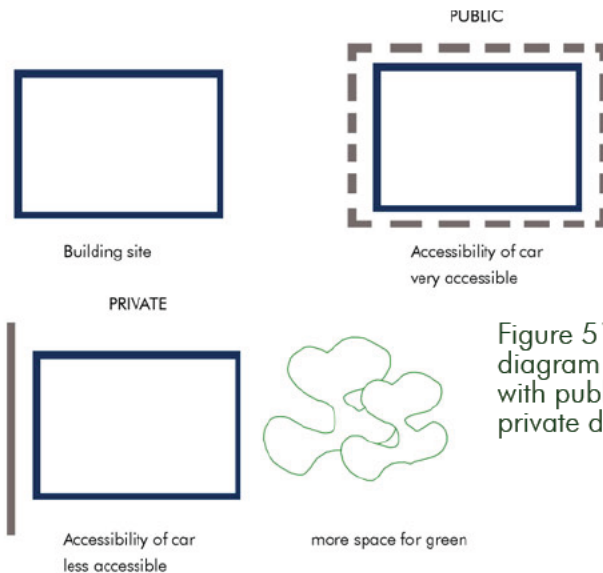 PUBLIC
Building site
Accessibility of car
very accessible
PRIVATE
Accessibility of car
less accessible
more space for green
Figure 5
diagram
with pub
private d